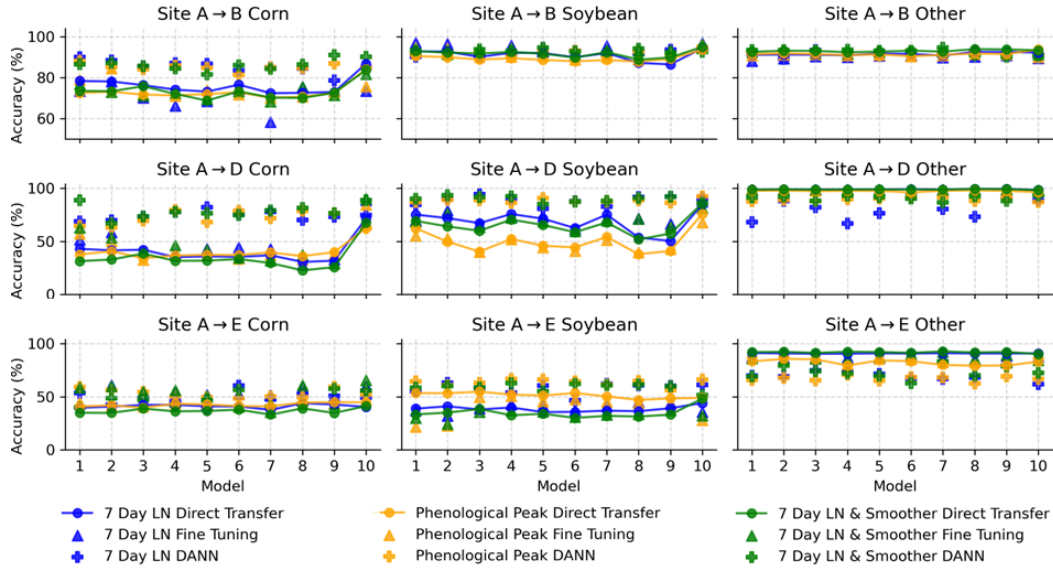 Site A→B Corn
Site A→B Soybean
Site A→B Other
Accuracy (%)
100
80
60
Site A→D Corn
Site A→D Soybean
Site A→D Other
Accuracy (%)
100
50
0
Site A→E Corn
Site A→E Soybean
Site A→E Other
Accuracy (%)
100
50
0
1 2 3 4 5 6 7 8 9 10
1 2 3 4 5 6 7 8 9 10
1 2 3 4 5 6 7 8 9 10
Model
Model
Model
7 Day LN Direct Transfer
7 Day LN Fine Tuning
7 Day LN DANN
Phenological Peak Direct Transfer
Phenological Peak Fine Tuning
Phenological Peak DANN
7 Day LN & Smoother Direct Transfer
7 Day LN & Smoother Fine Tuning
7 Day LN & Smoother DANN